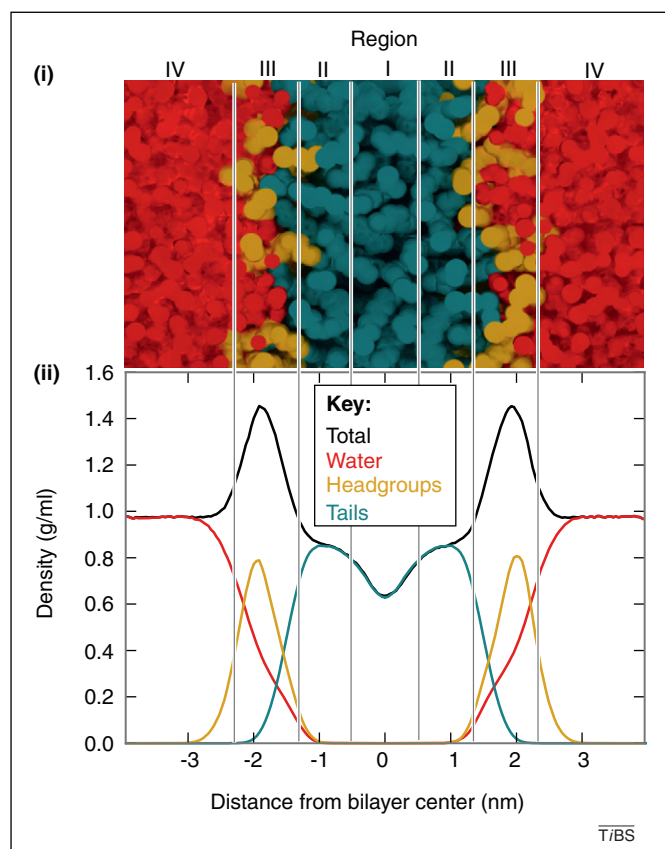 Region
(i)
IV III II I II III IV
(ii)
1.6
1.4
1.2
1.0
0.8
0.6
0.4
0.2
0.0
Density (g/ml)
Key:
Total
Water
Headgroups
Tails
-3 -2 -1 0 1 2 3
Distance from bilayer center (nm)
TiBS